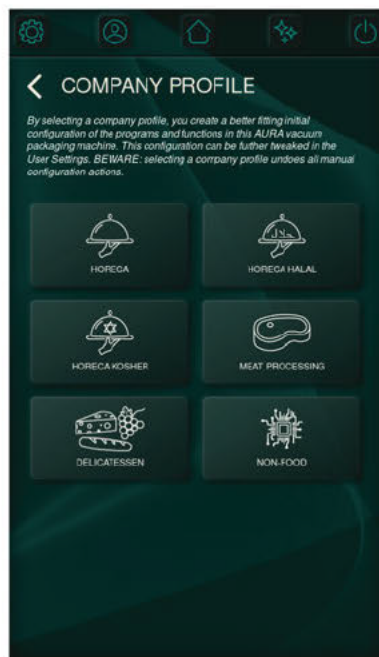 COMPANY PROFILE
By selecting a company profile, you create a better fitting initial
configuration of the programs and functions in this AURA vacuum
packaging machine. This configuration can be further tweaked in the
User Settings. BEWARE: selecting a company profile undoes all manual
configuration actions.
HORECA
حلال
HORECA HALAL
HORECA KOSHER
MEAT PROCESSING
DELICATESSEN
NON-FOOD